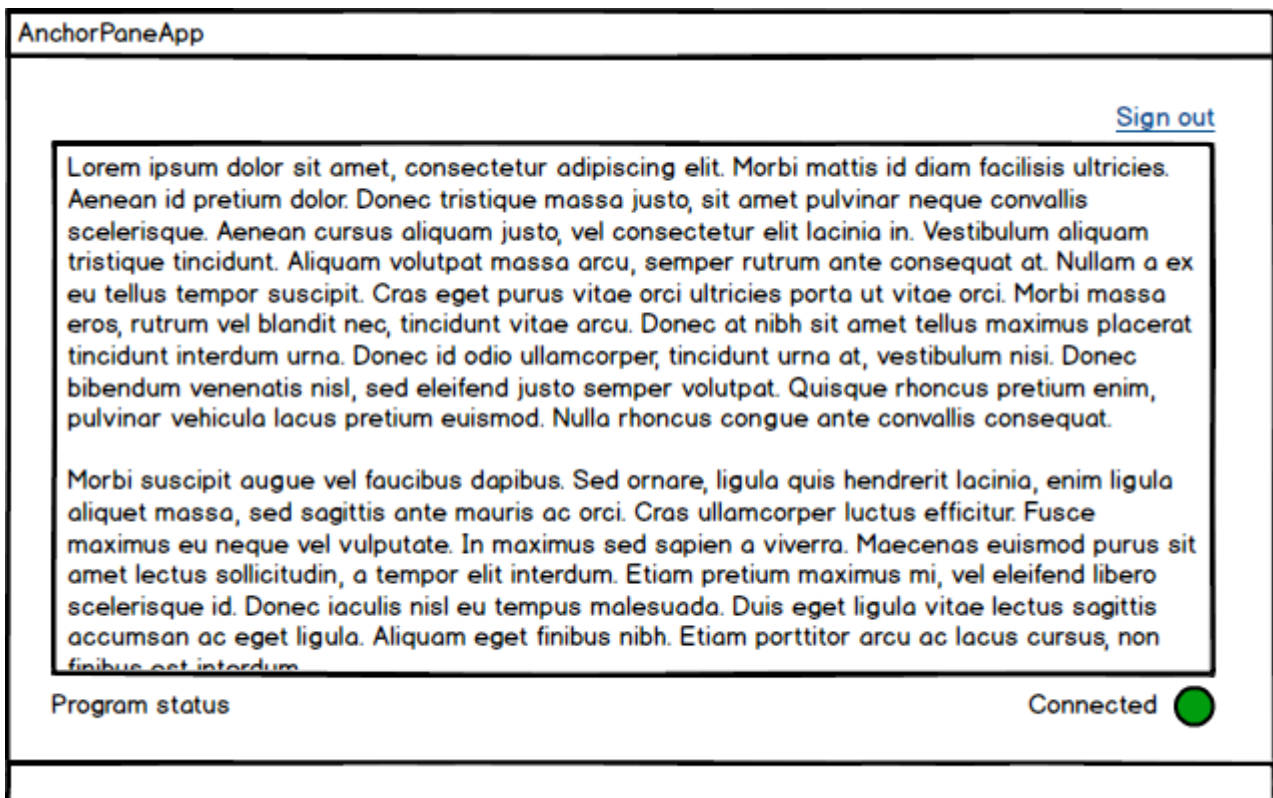 AnchorPaneApp
Sign out
Lorem ipsum dolor sit amet, consectetur adipiscing elit. Morbi mattis id diam facilisis ultricies.
Aenean id pretium dolor. Donec tristique massa justo, sit amet pulvinar neque convallis
scelerisque. Aenean cursus aliquam justo, vel consectetur elit lacinia in. Vestibulum aliquam
tristique tincidunt. Aliquam volutpat massa arcu, semper rutrum ante consequat at. Nullam a ex
eu tellus tempor suscipit. Cras eget purus vitae orci ultricies porta ut vitae orci. Morbi massa
eros, rutrum vel blandit nec, tincidunt vitae arcu. Donec at nibh sit amet tellus maximus placerat
tincidunt interdum urna. Donec id odio ullamcorper, tincidunt urna at, vestibulum nisi. Donec
bibendum venenatis nisl, sed eleifend justo semper volutpat. Quisque rhoncus pretium enim,
pulvinar vehicula lacus pretium euismod. Nulla rhoncus congue ante convallis consequat.
Morbi suscipit augue vel faucibus dapibus. Sed ornare, ligula quis hendrerit lacinia, enim ligula
aliquet massa, sed sagittis ante mauris ac orci. Cras ullamcorper luctus efficitur. Fusce
maximus eu neque vel vulputate. In maximus sed sapien a viverra. Maecenas euismod purus sit
amet lectus sollicitudin, a tempor elit interdum. Etiam pretium maximus mi, vel eleifend libero
scelerisque id. Donec iaculis nisl eu tempus malesuada. Duis eget ligula vitae lectus sagittis
accumsan ac eget ligula. Aliquam eget finibus nibh. Etiam porttitor arcu ac lacus cursus, non
finibus est interdum
Program status
Connected